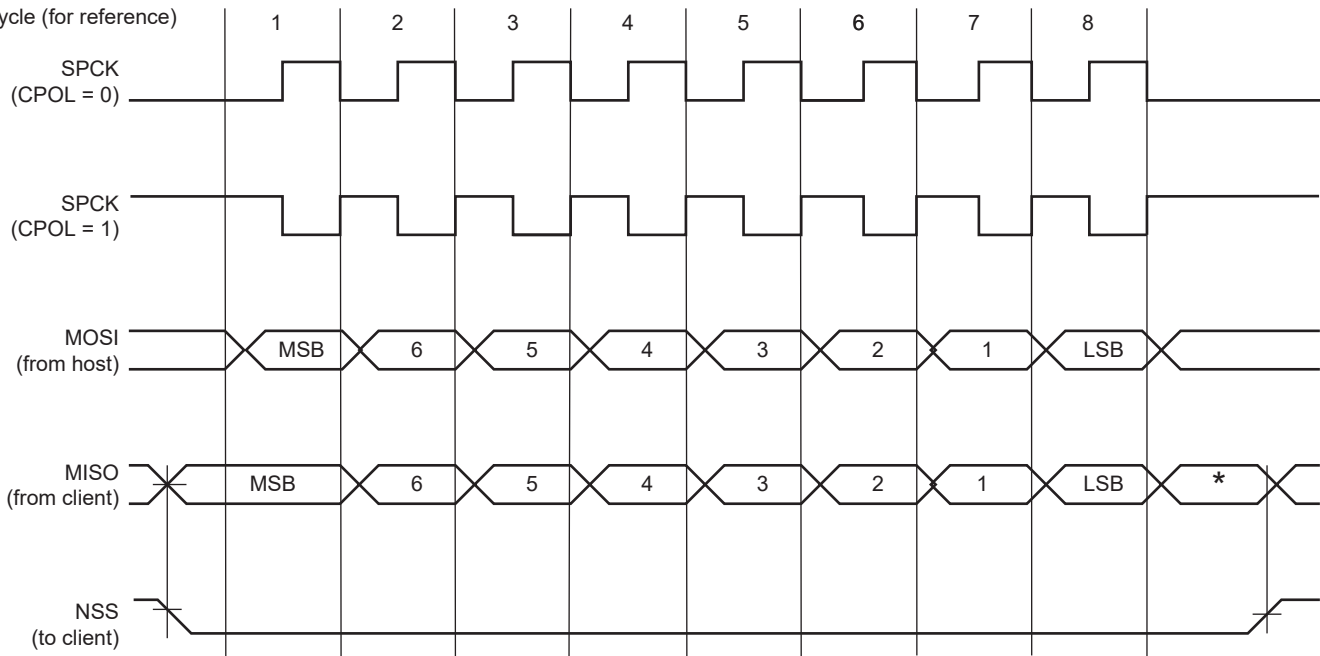 ycle (for reference)
1 2 3 4 5 6 7 8
SPCK
(CPOL = 0)
SPCK
(CPOL = 1)
MOSI
(from host)
MSB 6 5 4 3 2 1 LSB
MISO
(from client)
MSB 6 5 4 3 2 1 LSB *
NSS
(to client)